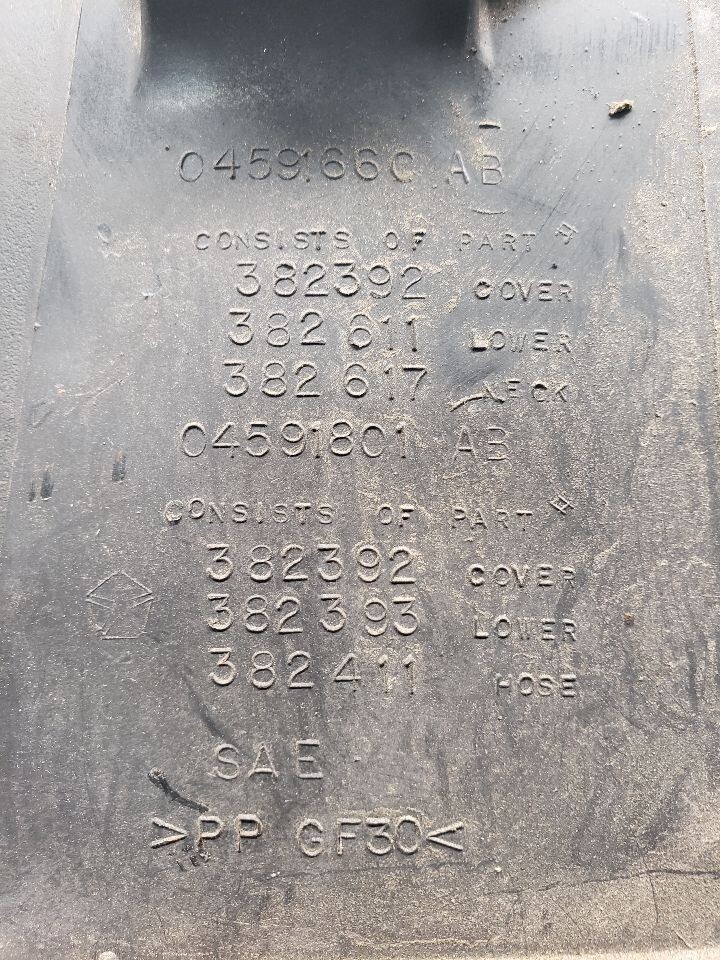 04591660 AB
CONSISTS OF PART #
382392 COVER
382611 LOWER
382617 NECK
04591801 AB
CONSISTS OF PART #
382392 COVER
382393 LOWER
382411 HOSE
SAE
>PP GF30<